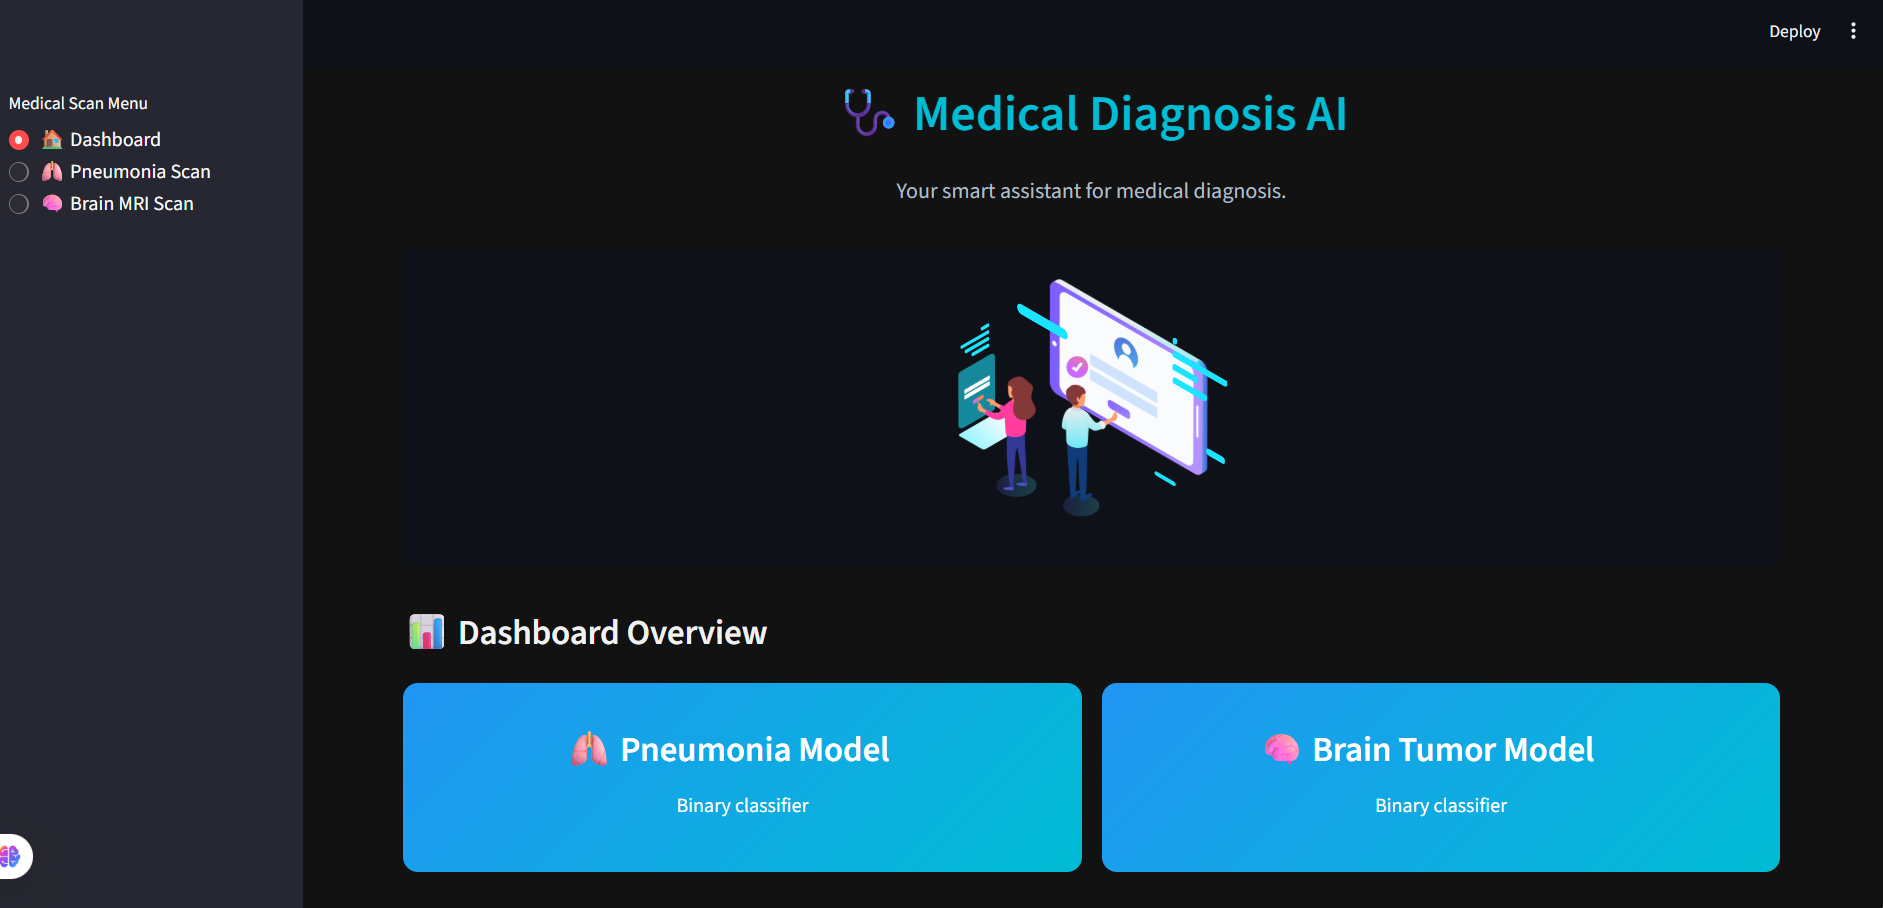 Deploy
Medical Scan Menu
Dashboard
Pneumonia Scan
Brain MRI Scan
Medical Diagnosis AI
Your smart assistant for medical diagnosis.
Dashboard Overview
Pneumonia Model
Binary classifier
Brain Tumor Model
Binary classifier